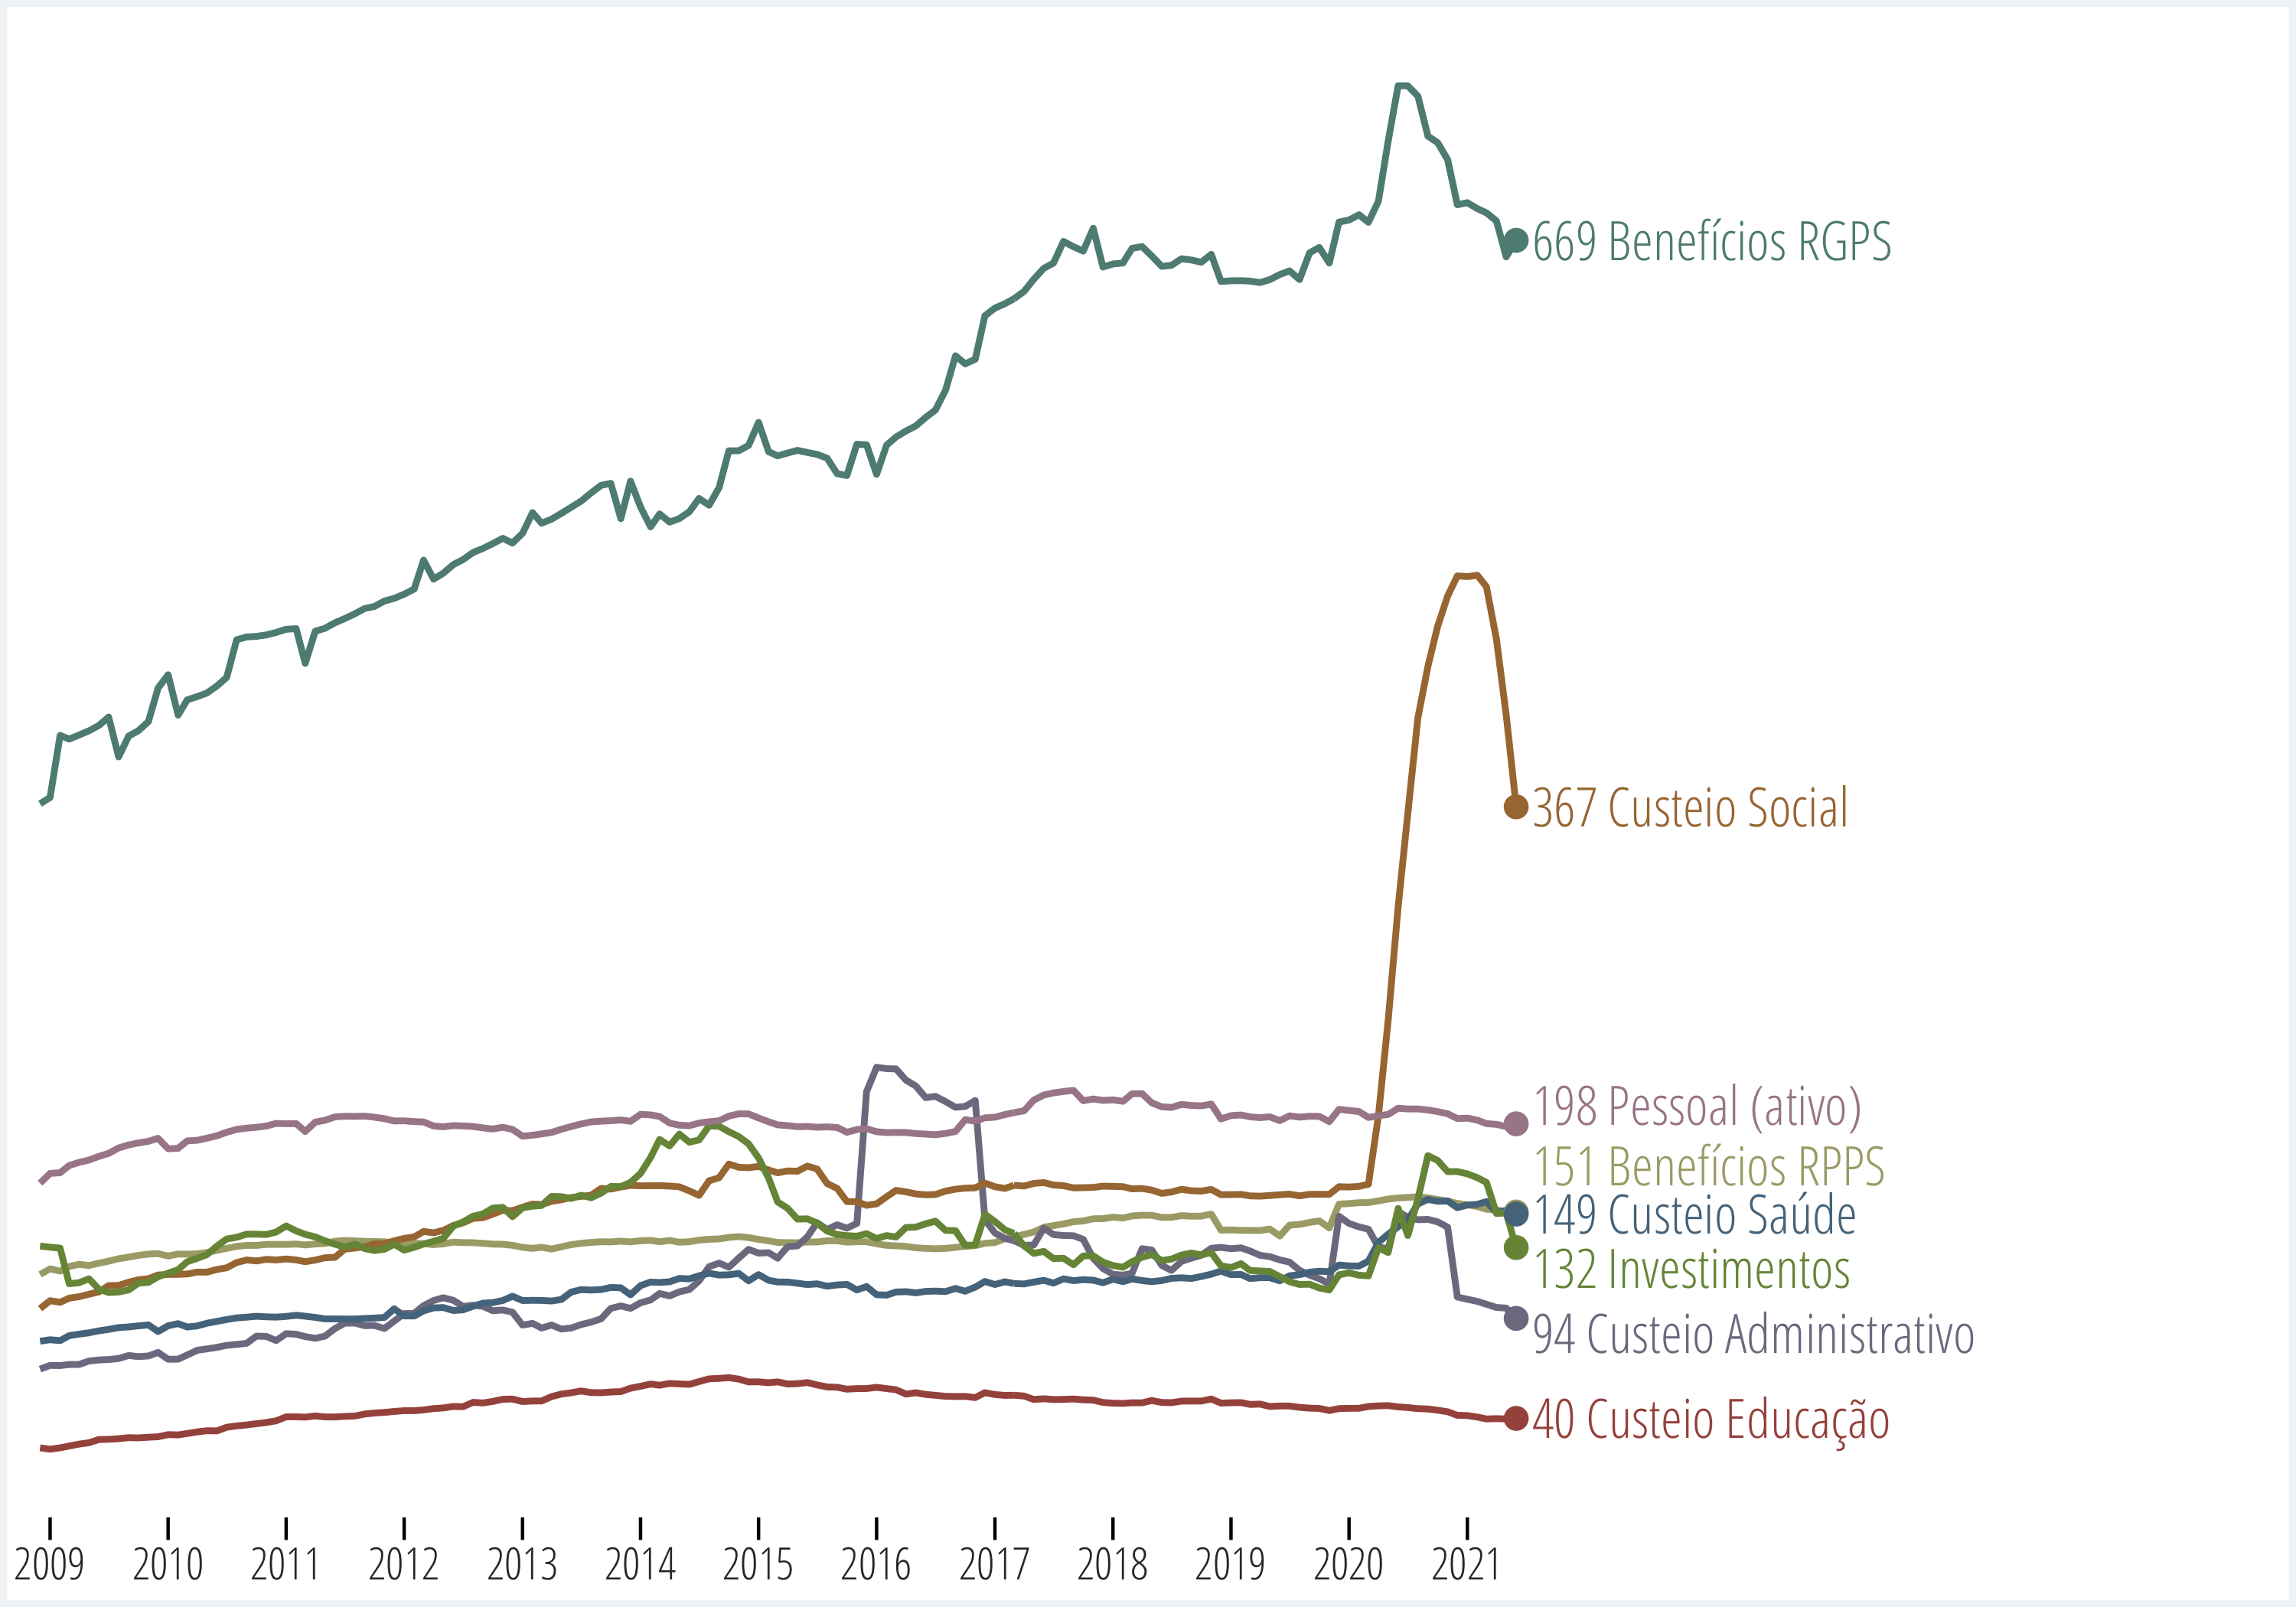 669 Benefícios RGPS
367 Custeio Social
198 Pessoal (ativo)
151 Benefícios RPPS
149 Custeio Saúde
132 Investimentos
94 Custeio Administrativo
40 Custeio Educação
2009 2010 2011 2012 2013 2014 2015 2016 2017 2018 2019 2020 2021